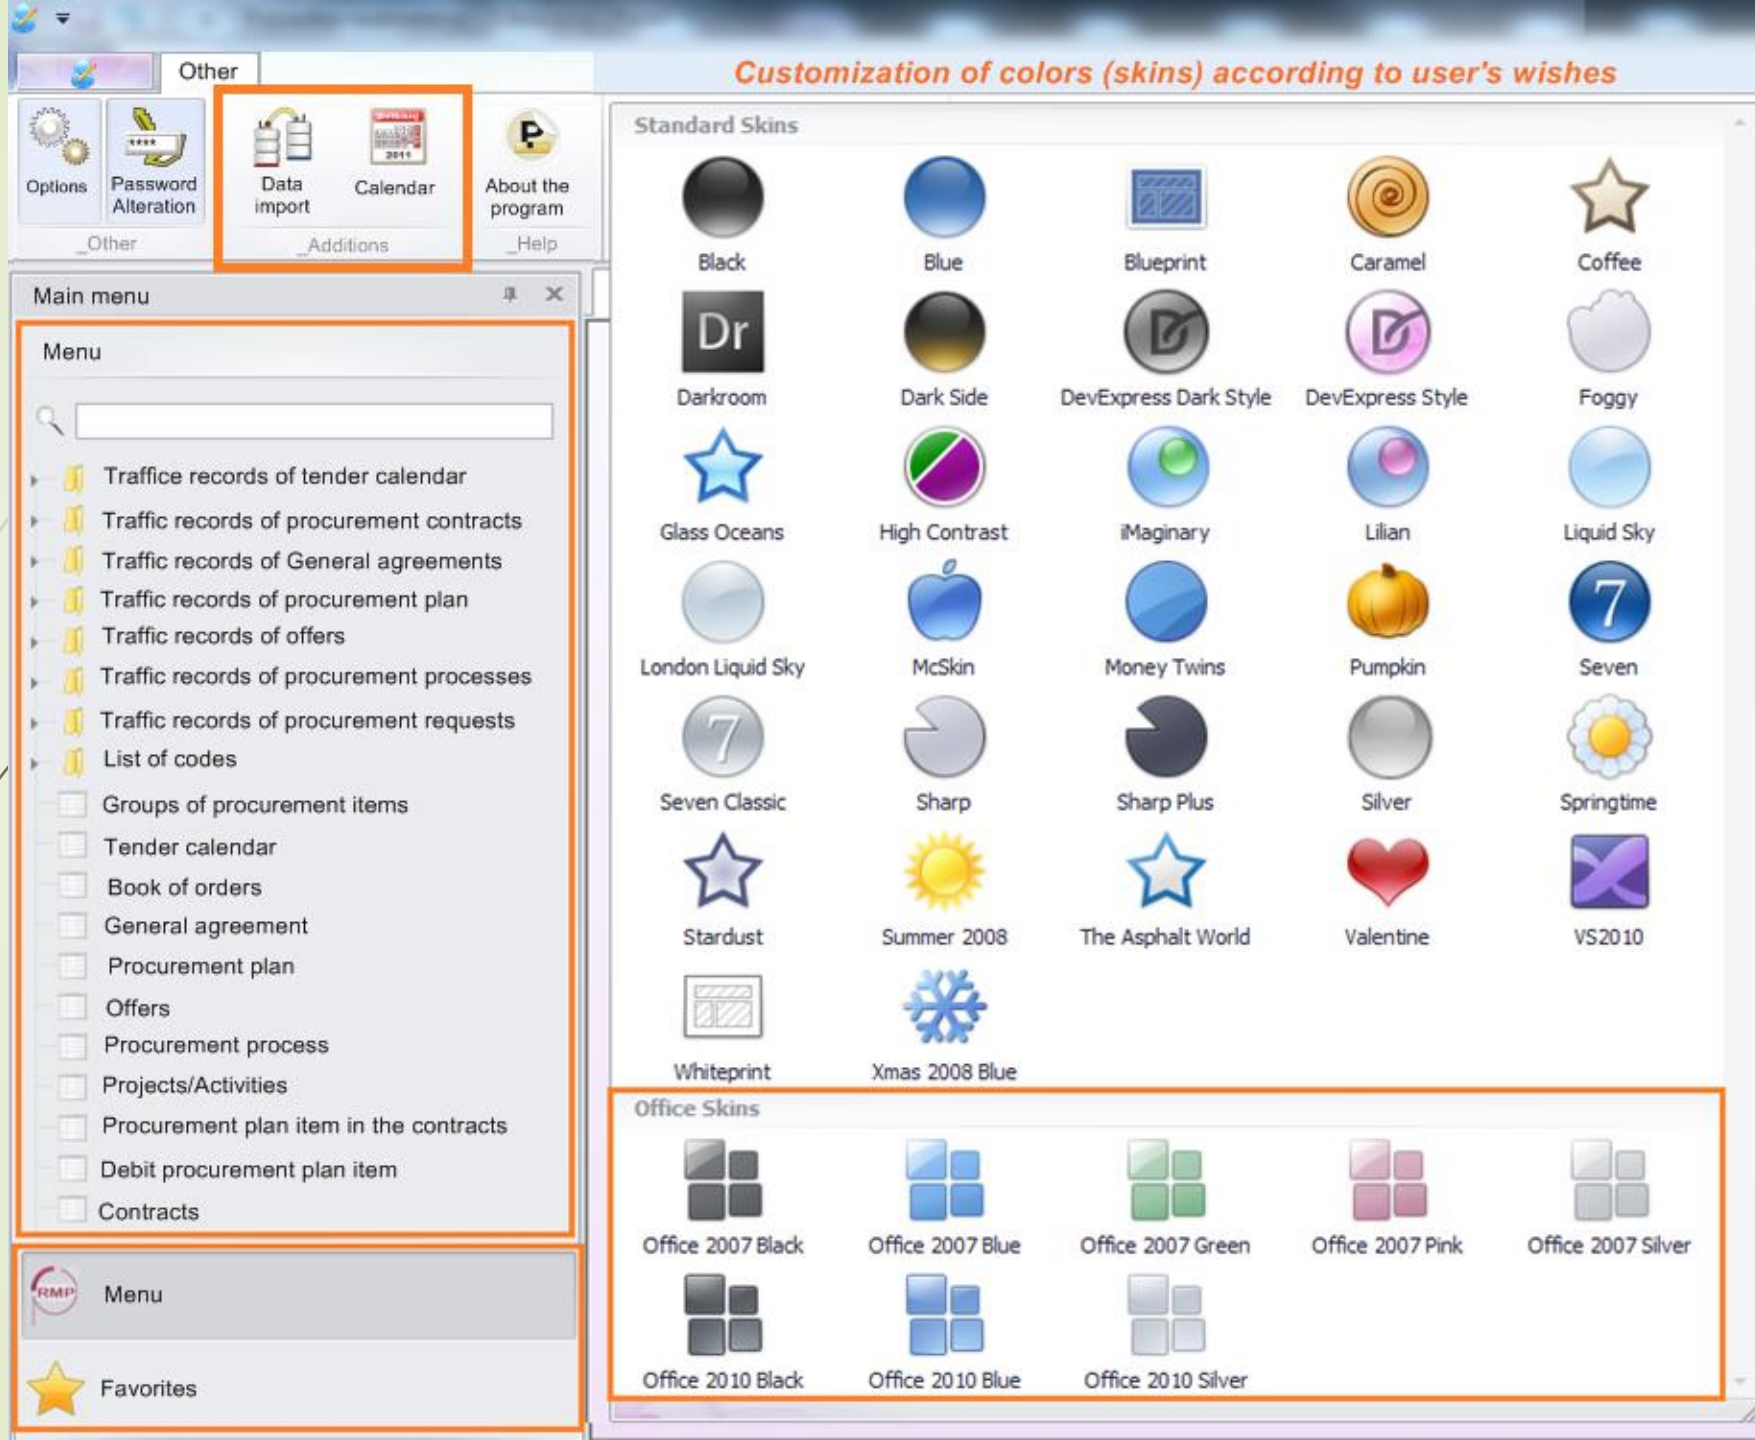 Other
Customization of colors (skins) according to user's wishes
Options
Password Alteration
Data import
2011
Calendar
P
About the program
_Other
_Additions
_Help
Main menu
Menu
Traffice records of tender calendar
Traffic records of procurement contracts
Traffic records of General agreements
Traffic records of procurement plan
Traffic records of offers
Traffic records of procurement processes
Traffic records of procurement requests
List of codes
Groups of procurement items
Tender calendar
Book of orders
General agreement
Procurement plan
Offers
Procurement process
Projects/Activities
Procurement plan item in the contracts
Debit procurement plan item
Contracts
RMP
Menu
Favorites
Standard Skins
Black
Blue
Blueprint
Caramel
Coffee
Dr
Darkroom
Dark Side
DevExpress Dark Style
DevExpress Style
Foggy
Glass Oceans
High Contrast
iMaginary
Lilian
Liquid Sky
7
London Liquid Sky
McSkin
Money Twins
Pumpkin
Seven
7
Seven Classic
Sharp
Sharp Plus
Silver
Springtime
Stardust
Summer 2008
The Asphalt World
Valentine
VS2010
Whiteprint
Xmas 2008 Blue
Office Skins
Office 2007 Black
Office 2007 Blue
Office 2007 Green
Office 2007 Pink
Office 2007 Silver
Office 2010 Black
Office 2010 Blue
Office 2010 Silver